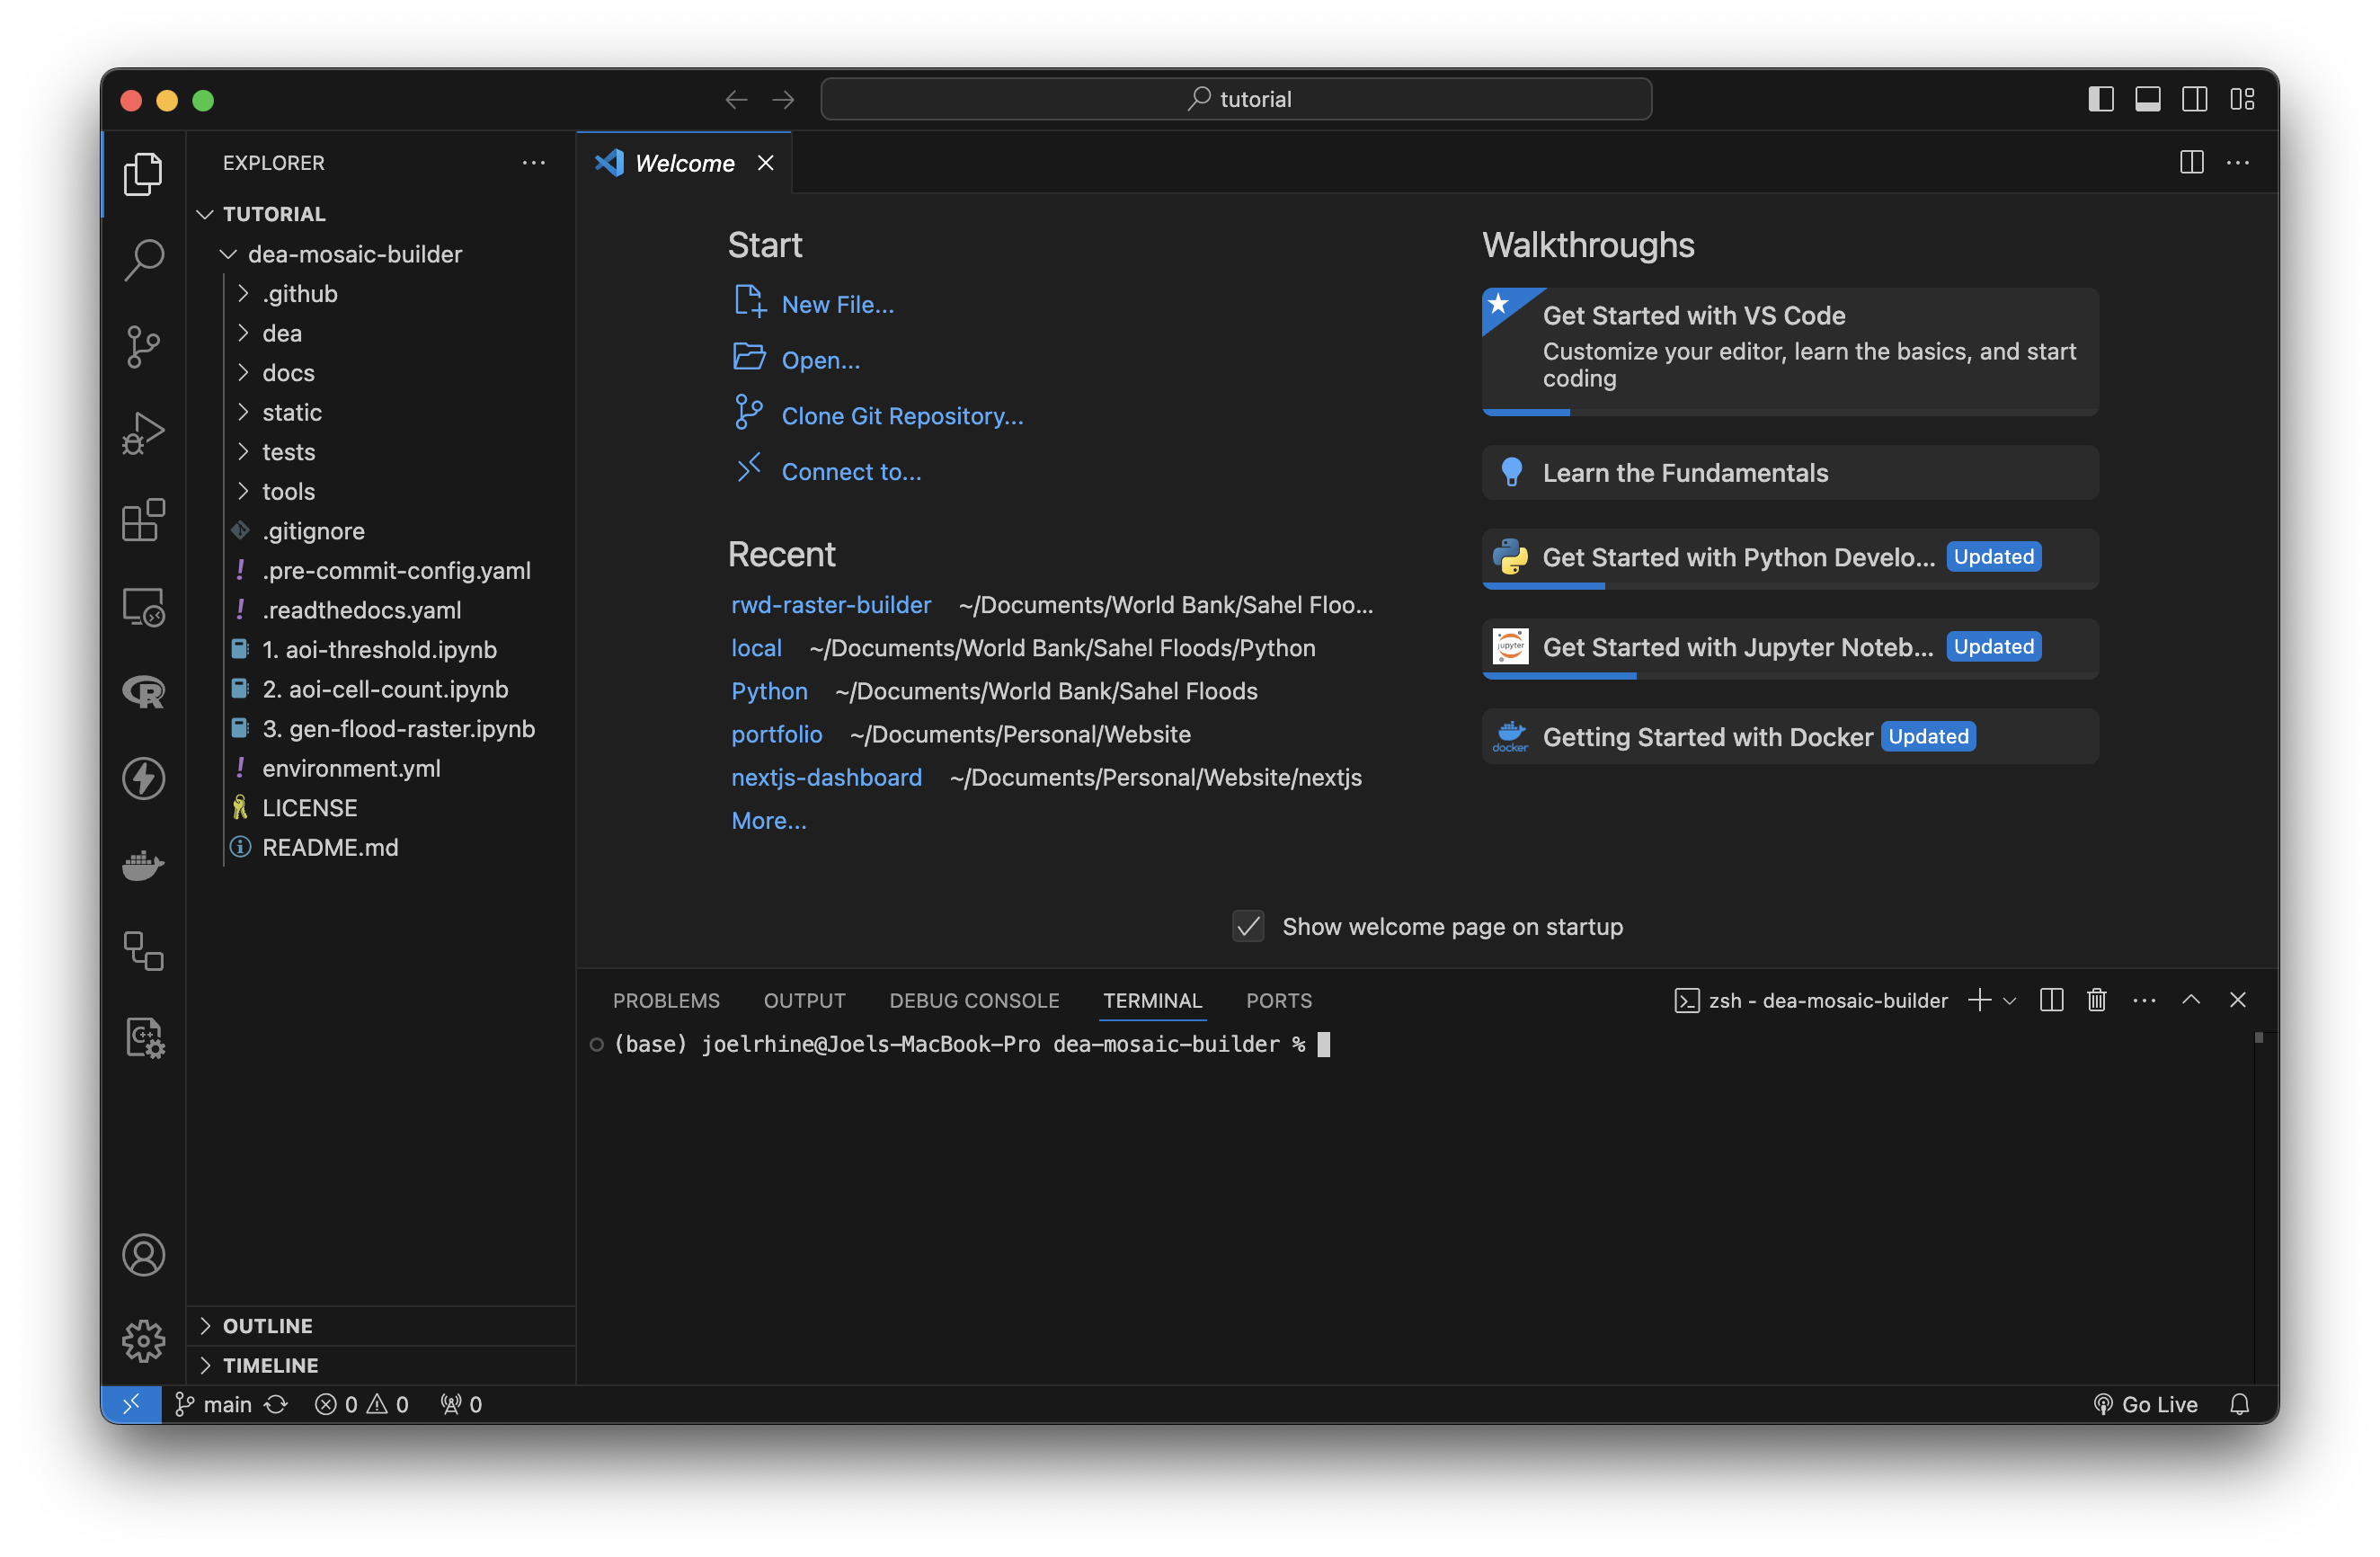 tutorial
EXPLORER
TUTORIAL
dea-mosaic-builder
.github
dea
docs
static
tests
tools
.gitignore
.pre-commit-config.yaml
.readthedocs.yaml
1. aoi-threshold.ipynb
2. aoi-cell-count.ipynb
3. gen-flood-raster.ipynb
environment.yml
LICENSE
README.md
OUTLINE
TIMELINE
Welcome
Start
New File...
Open...
Clone Git Repository...
Connect to...
Recent
rwd-raster-builder ~/Documents/World Bank/Sahel Floo...
local ~/Documents/World Bank/Sahel Floods/Python
Python ~/Documents/World Bank/Sahel Floods
portfolio ~/Documents/Personal/Website
nextjs-dashboard ~/Documents/Personal/Website/nextjs
More...
Walkthroughs
Get Started with VS Code
Customize your editor, learn the basics, and start
coding
Learn the Fundamentals
Get Started with Python Develo... Updated
jupyter
Get Started with Jupyter Noteb... Updated
docker
Getting Started with Docker Updated
Show welcome page on startup
PROBLEMS OUTPUT DEBUG CONSOLE TERMINAL PORTS
zsh - dea-mosaic-builder
(base) joelrhine@Joels-MacBook-Pro dea-mosaic-builder %
main 0 0 0
Go Live